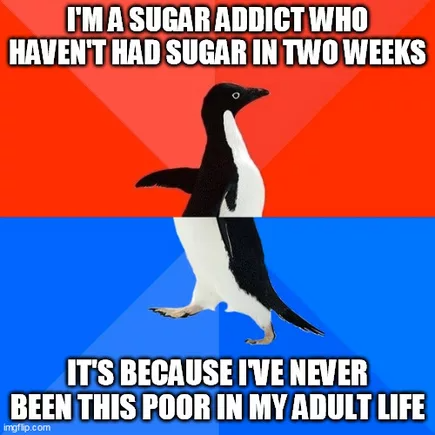 I'M A SUGAR ADDICT WHO
HAVEN'T HAD SUGAR IN TWO WEEKS
IT'S BECAUSE I'VE NEVER
BEEN THIS POOR IN MY ADULT LIFE
imgflip.com